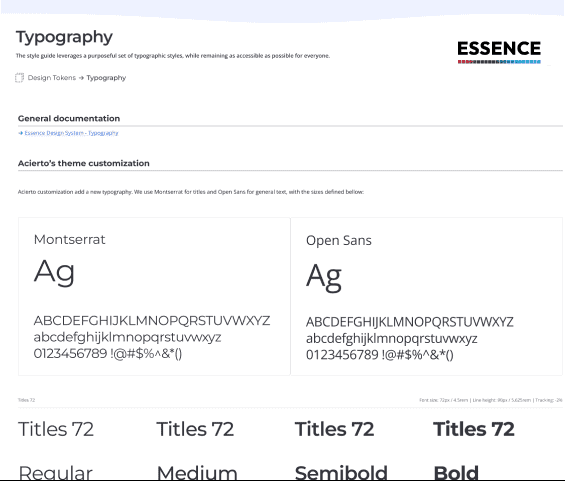 Typography
The style guide leverages a purposeful set of typographic styles, while remaining as accessible as possible for everyone.
ESSENCE
Design Tokens → Typography
General documentation
→ Essence Design System - Typography
Acierto's theme customization
Acierto customization add a new typography. We use Montserrat for titles and Open Sans for general text, with the sizes defined bellow:
Montserrat
Ag
ABCDEFGHIJKLMNOPQRSTUVWXYZ
abcdefghijklmnopqrstuvwxyz
0123456789 !@#$%^&*()
Open Sans
Ag
ABCDEFGHIJKLMNOPQRSTUVWXYZ
abcdefghijklmnopqrstuvwxyz
0123456789 !@#$%^&*()
Titles 72
Font size: 72px / 4.5rem | Line height: 90px / 5,625rem | Tracking: -2%
Titles 72 Titles 72 Titles 72 Titles 72
Regular Medium Semibold Bold